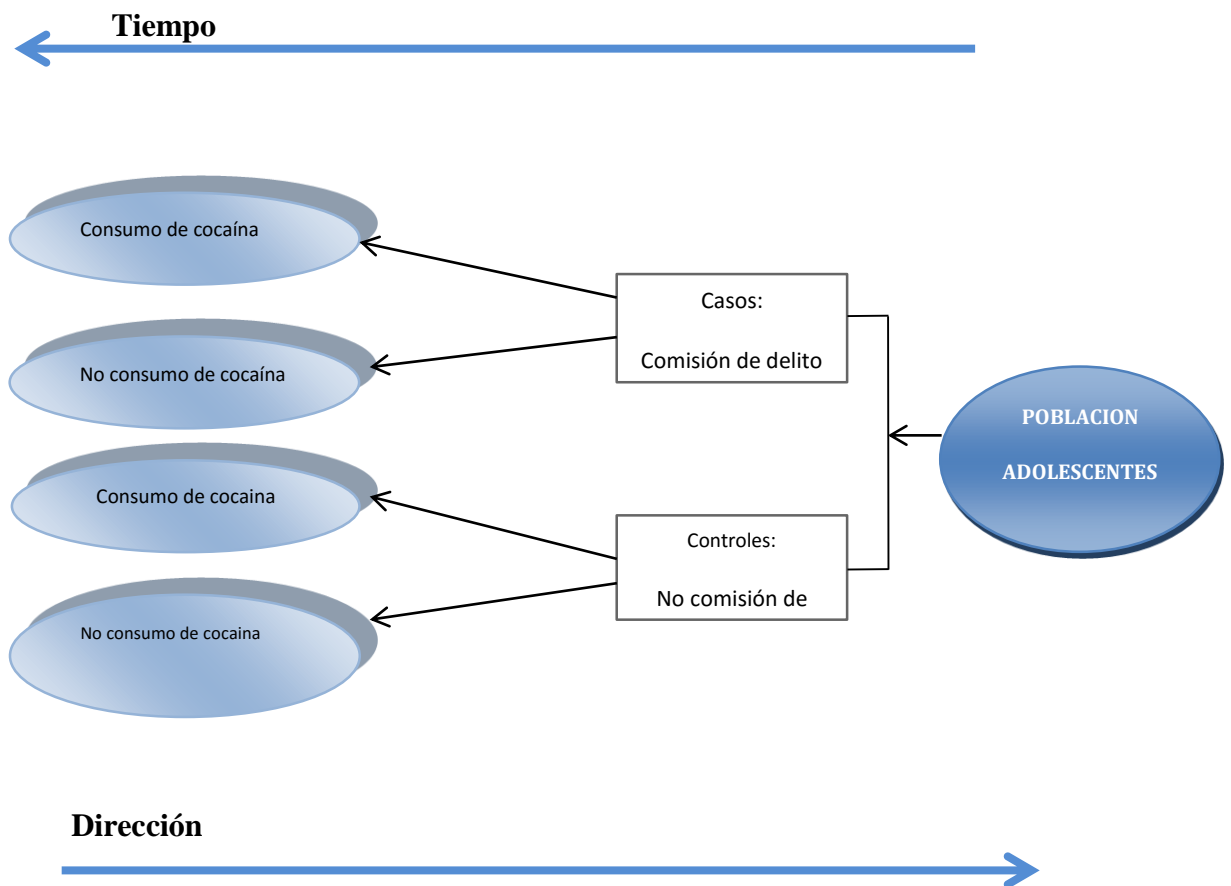 Tiempo
Consumo de cocaína
No consumo de cocaína
Consumo de cocaina
No consumo de cocaina
Casos:
Comisión de delito
Controles:
No comisión de
POBLACION
ADOLESCENTES
Dirección